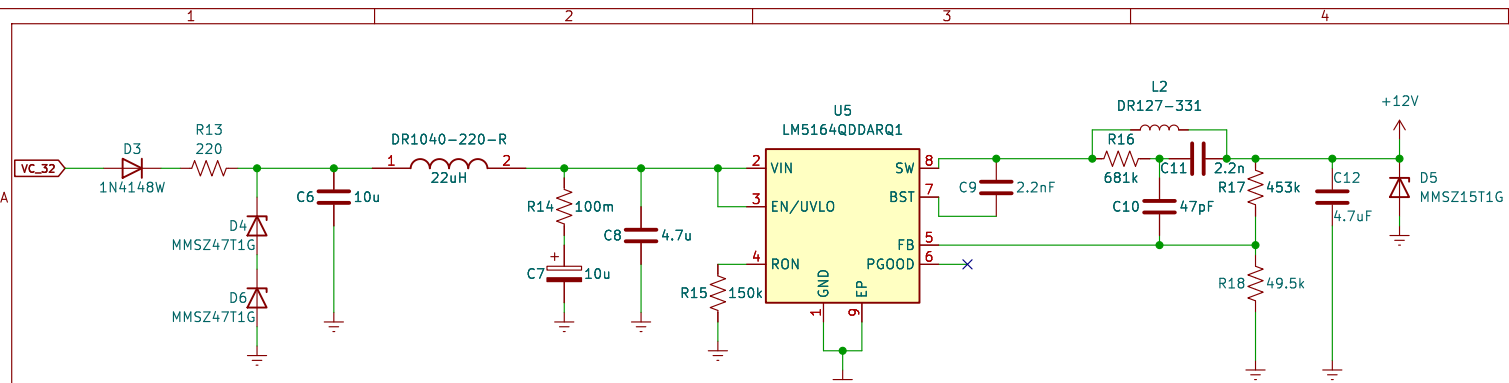 1 2 3 4
A
VC_32
D3
1N4148W
R13
220
D4
MMSZ47T1G
D6
MMSZ47T1G
C6 10u
DR1040-220-R
1 2
22uH
R14 100m
C7 + 10u
C8 4.7u
R15 150k
U5
LM5164QDDARQ1
2 VIN
3 EN/UVLO
4 RON
SW 8
BST 7
FB 5
PGOOD 6
GND 1
EP 9
C9 2.2nF
L2
DR127-331
R16
681k
C11 2.2n
C10 47pF
R17 453k
R18 49.5k
C12
4.7uF
+12V
D5
MMSZ15T1G